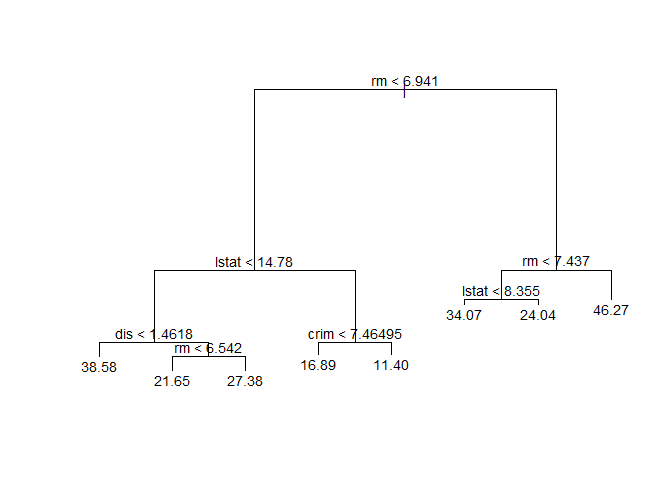 rm < 6.941
lstat < 14.78
rm < 7.437
lstat < 8.355
34.07
24.04
46.27
dis < 1.4618
crim < 7.46495
rm < 6.542
38.58
16.89
11.40
21.65
27.38